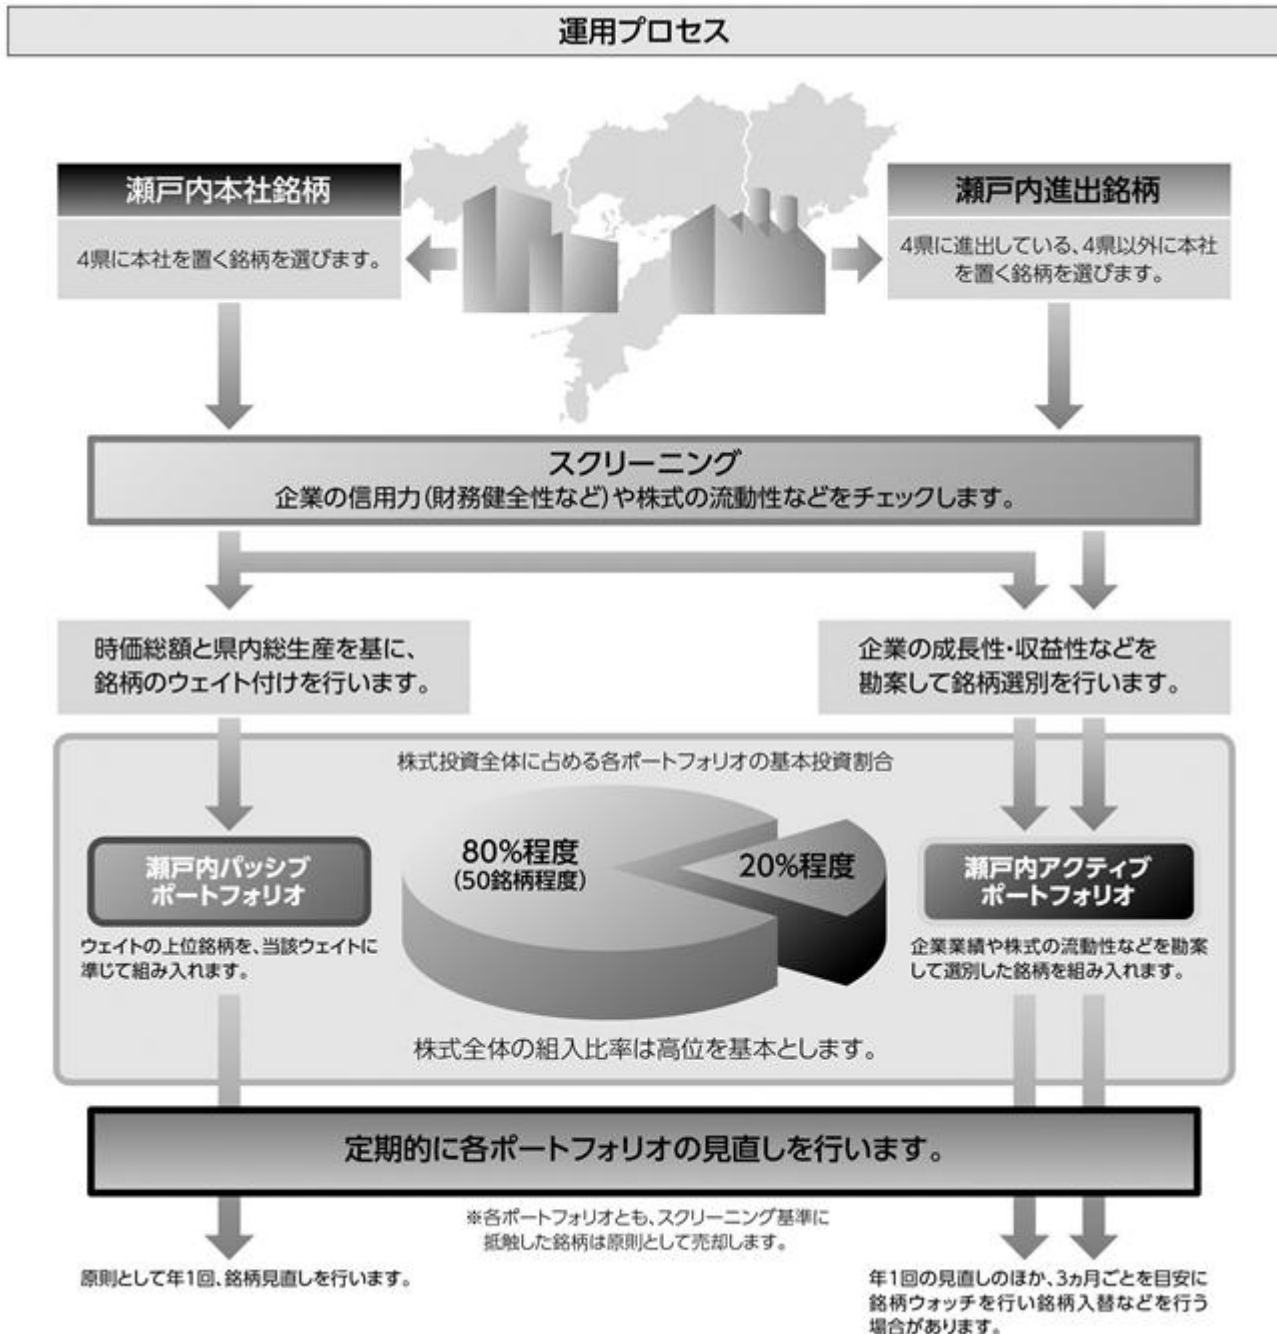 運用プロセス
瀬戸内本社銘柄
4県に本社を置く銘柄を選びます。
瀬戸内進出銘柄
4県に進出している、4県以外に本社
を置く銘柄を選びます。
スクリーニング
企業の信用力(財務健全性など)や株式の流動性などをチェックします。
時価総額と県内総生産を基に、
銘柄のウェイト付けを行います。
企業の成長性・収益性などを
勘案して銘柄選別を行います。
株式投資全体に占める各ポートフォリオの基本投資割合
瀬戸内パッシブ
ポートフォリオ
ウェイトの上位銘柄を、当該ウェイトに
準じて組み入れます。
80%程度
(50銘柄程度)
20%程度
瀬戸内アクティブ
ポートフォリオ
企業業績や株式の流動性などを勘案
して選別した銘柄を組み入れます。
株式全体の組入比率は高位を基本とします。
定期的に各ポートフォリオの見直しを行います。
※各ポートフォリオとも、スクリーニング基準に
抵触した銘柄は原則として売却します。
原則として年1回、銘柄見直しを行います。
年1回の見直しのほか、3ヵ月ごとを目安に
銘柄ウォッチを行い銘柄入替などを行う
場合があります。